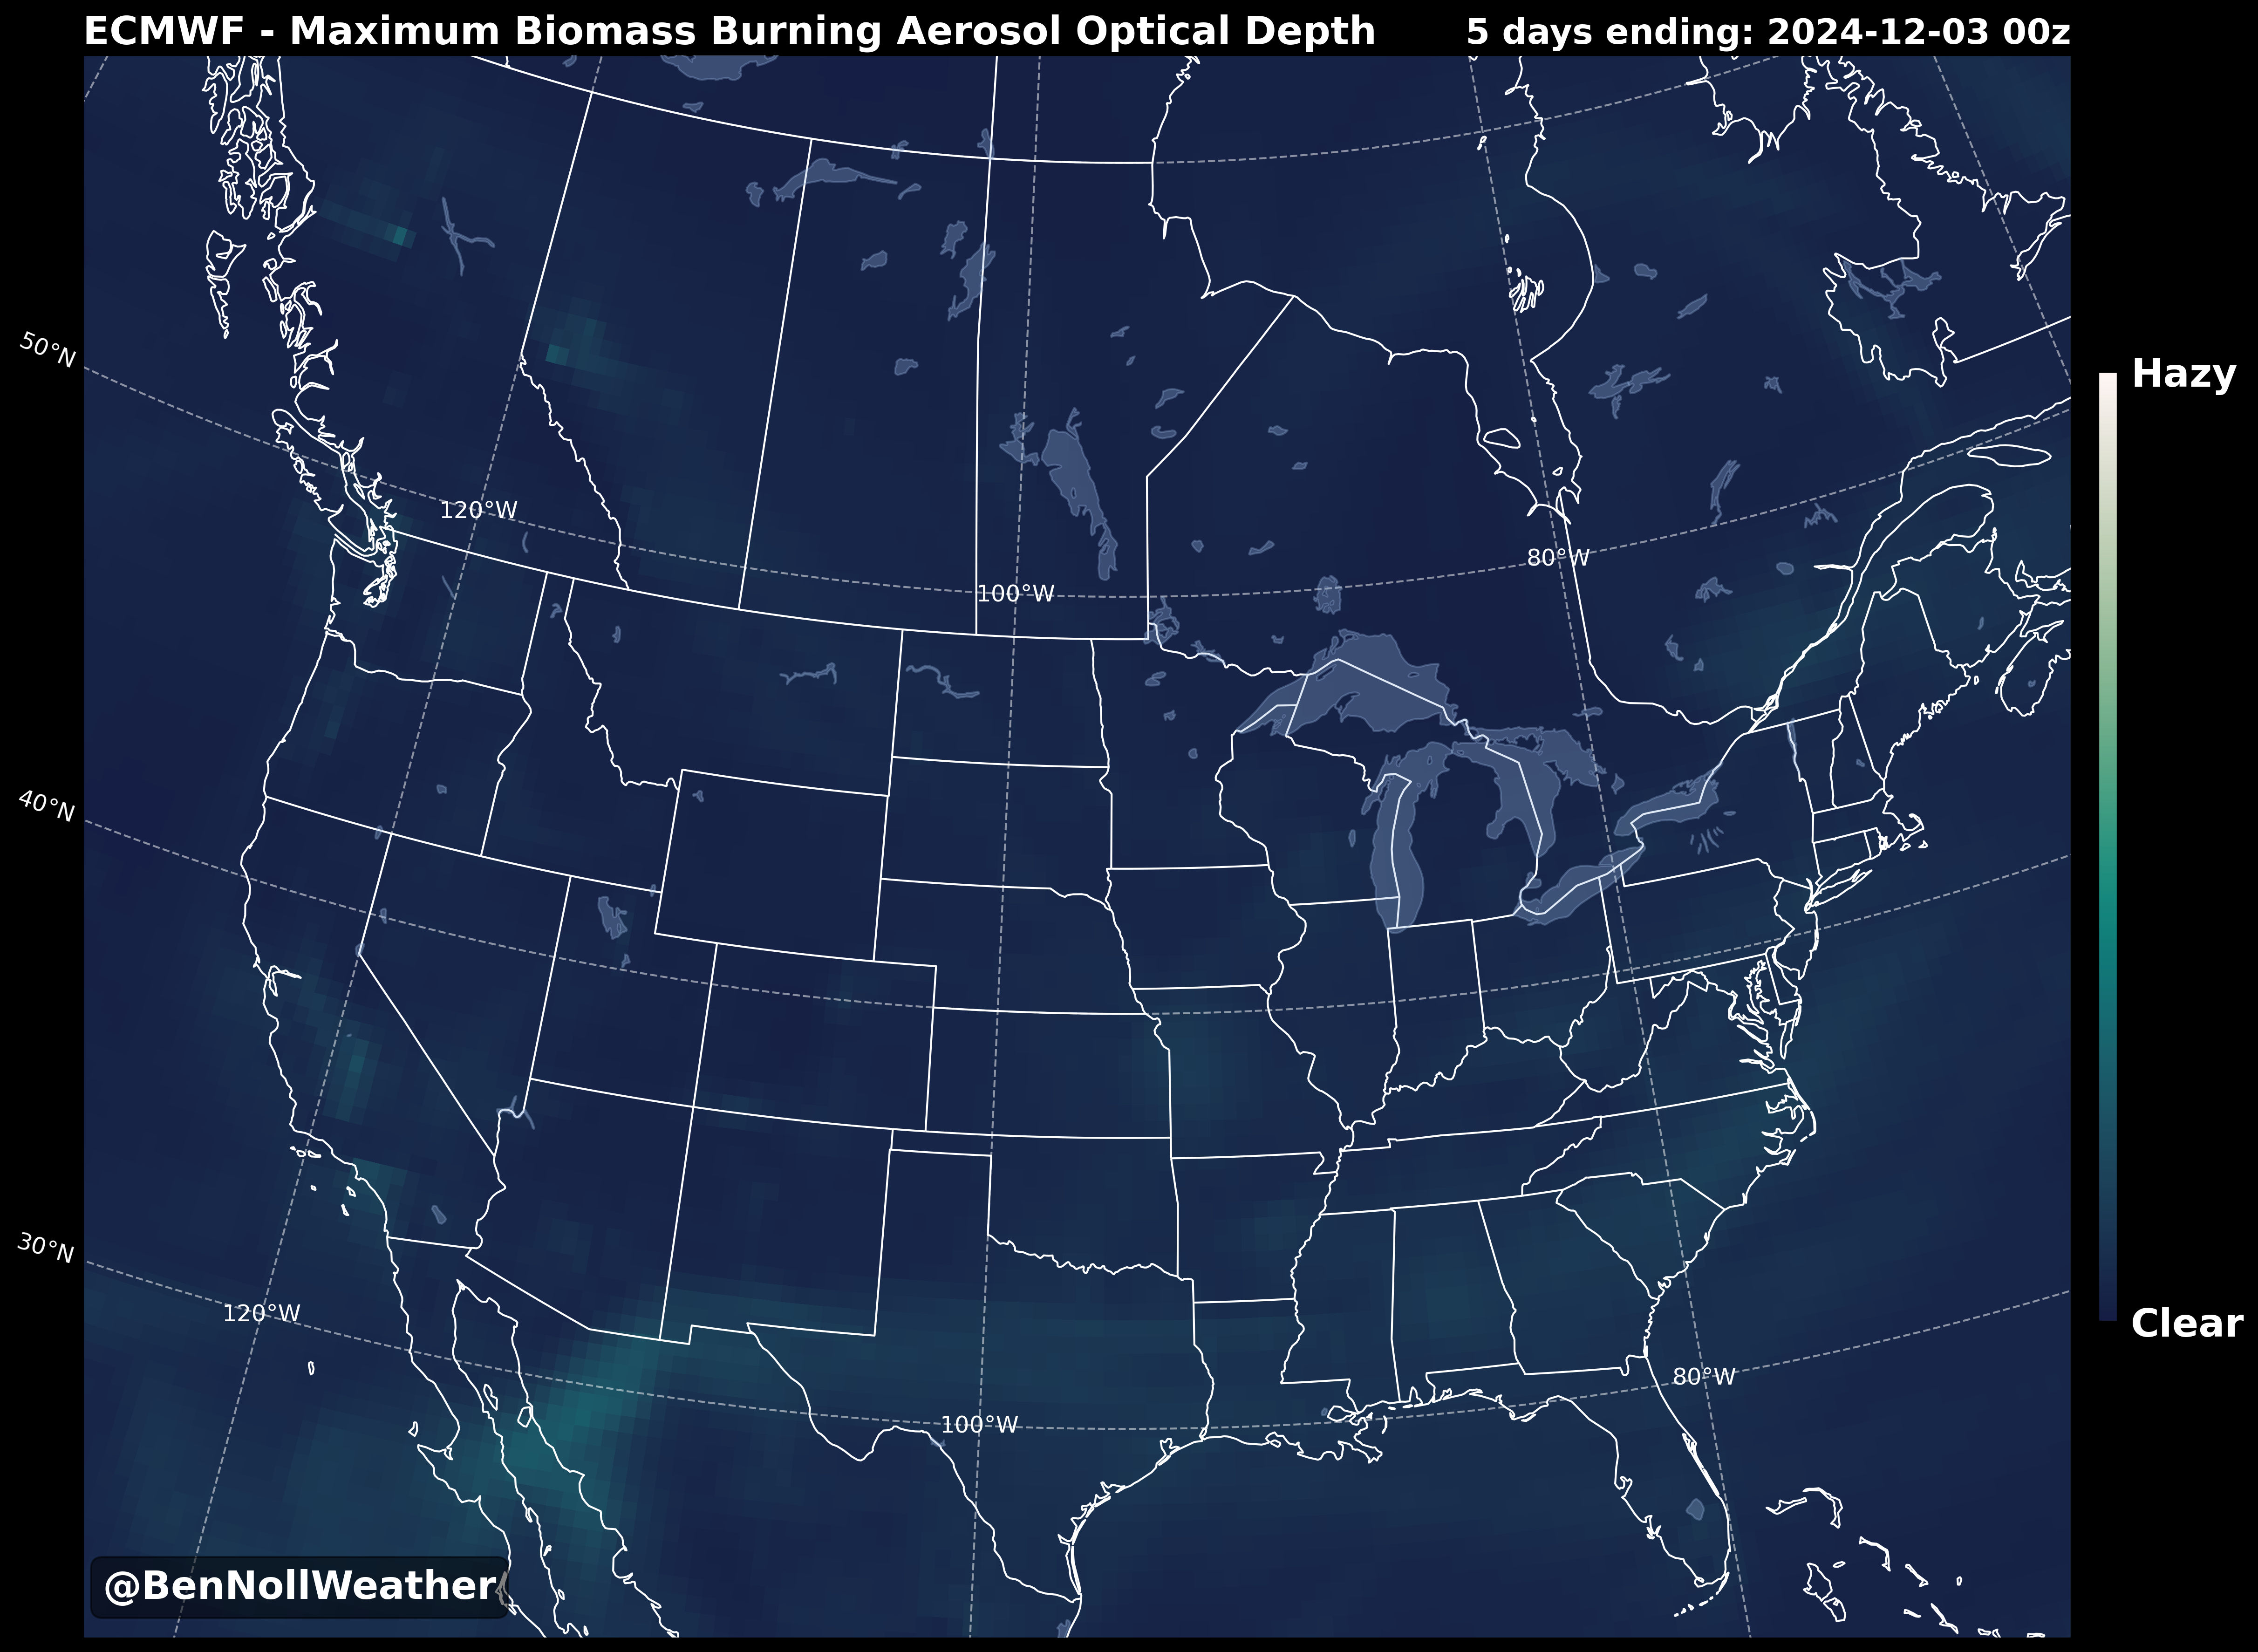 ECMWF - Maximum Biomass Burning Aerosol Optical Depth
5 days ending: 2024-12-03 00z
50°N
Hazy
120°W
80°W
100°W
40°N
30°N
120°W
Clear
80°W
100°W
@BenNollWeather